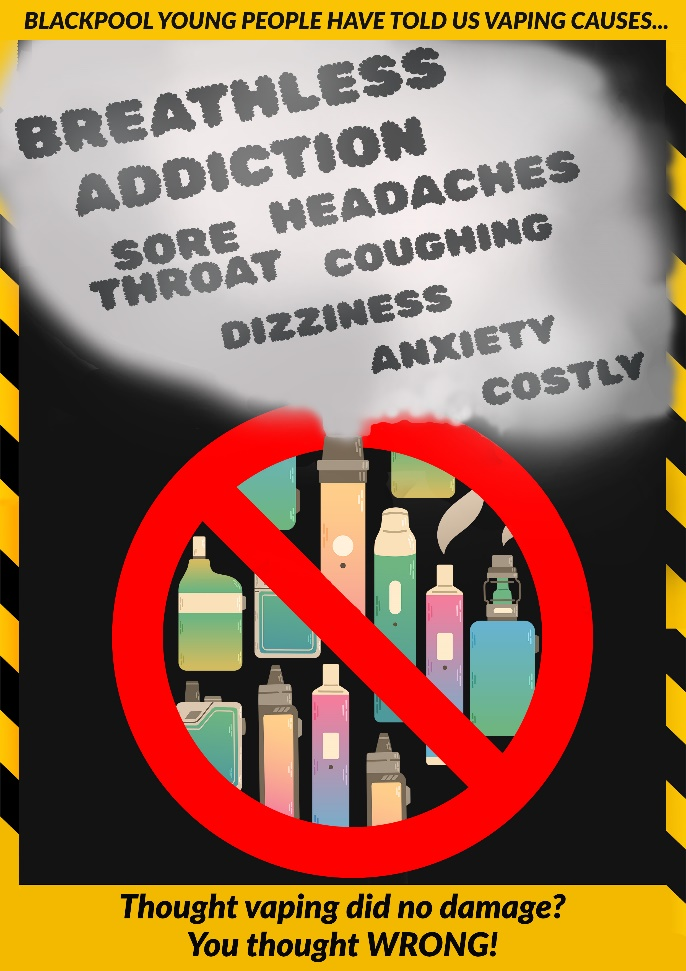 BLACKPOOL YOUNG PEOPLE HAVE TOLD US VAPING CAUSES...
BREATHLESS
ADDICTION
HEADACHES
SORE
THROAT
COUGHING
DIZZINESS
ANXIETY
COSTLY
Thought vaping did no damage?
You thought WRONG!